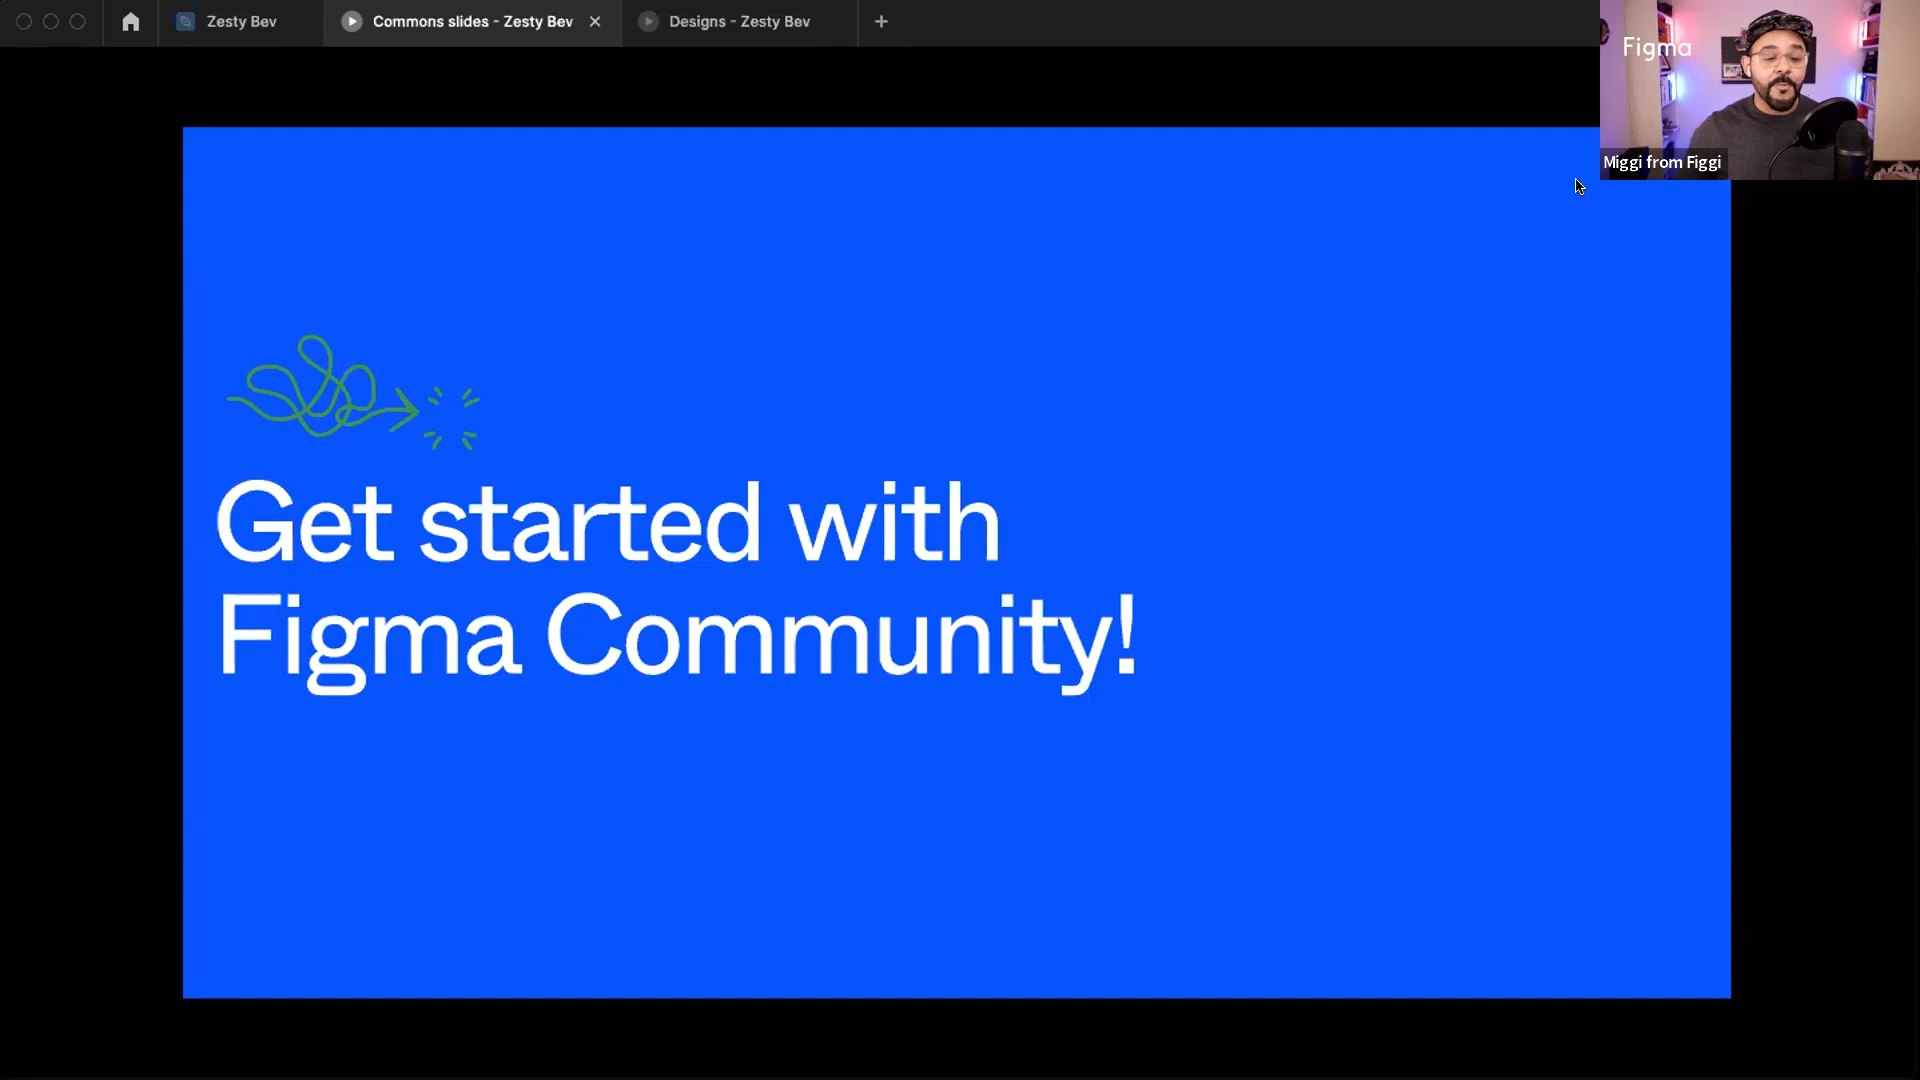 Zesty Bev
Commons slides - Zesty Bev
Designs - Zesty Bev
Figma
Miggi from Figgi
Get started with
Figma Community!